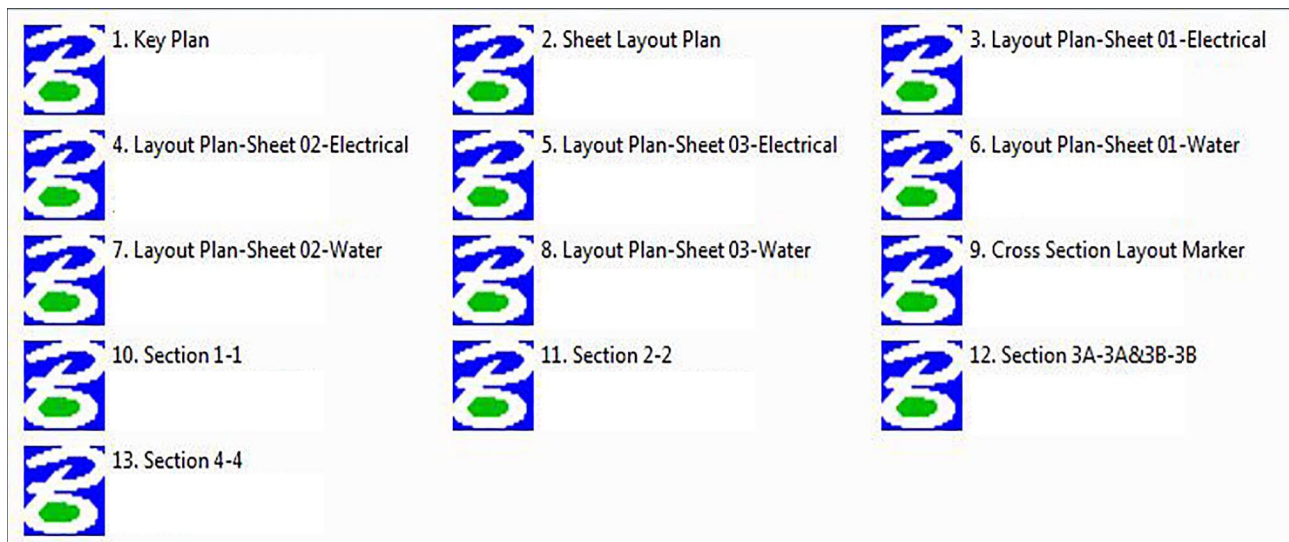 1. Key Plan
2. Sheet Layout Plan
3. Layout Plan-Sheet 01-Electrical
4. Layout Plan-Sheet 02-Electrical
5. Layout Plan-Sheet 03-Electrical
6. Layout Plan-Sheet 01-Water
7. Layout Plan-Sheet 02-Water
8. Layout Plan-Sheet 03-Water
9. Cross Section Layout Marker
10. Section 1-1
11. Section 2-2
12. Section 3A-3A&3B-3B
13. Section 4-4